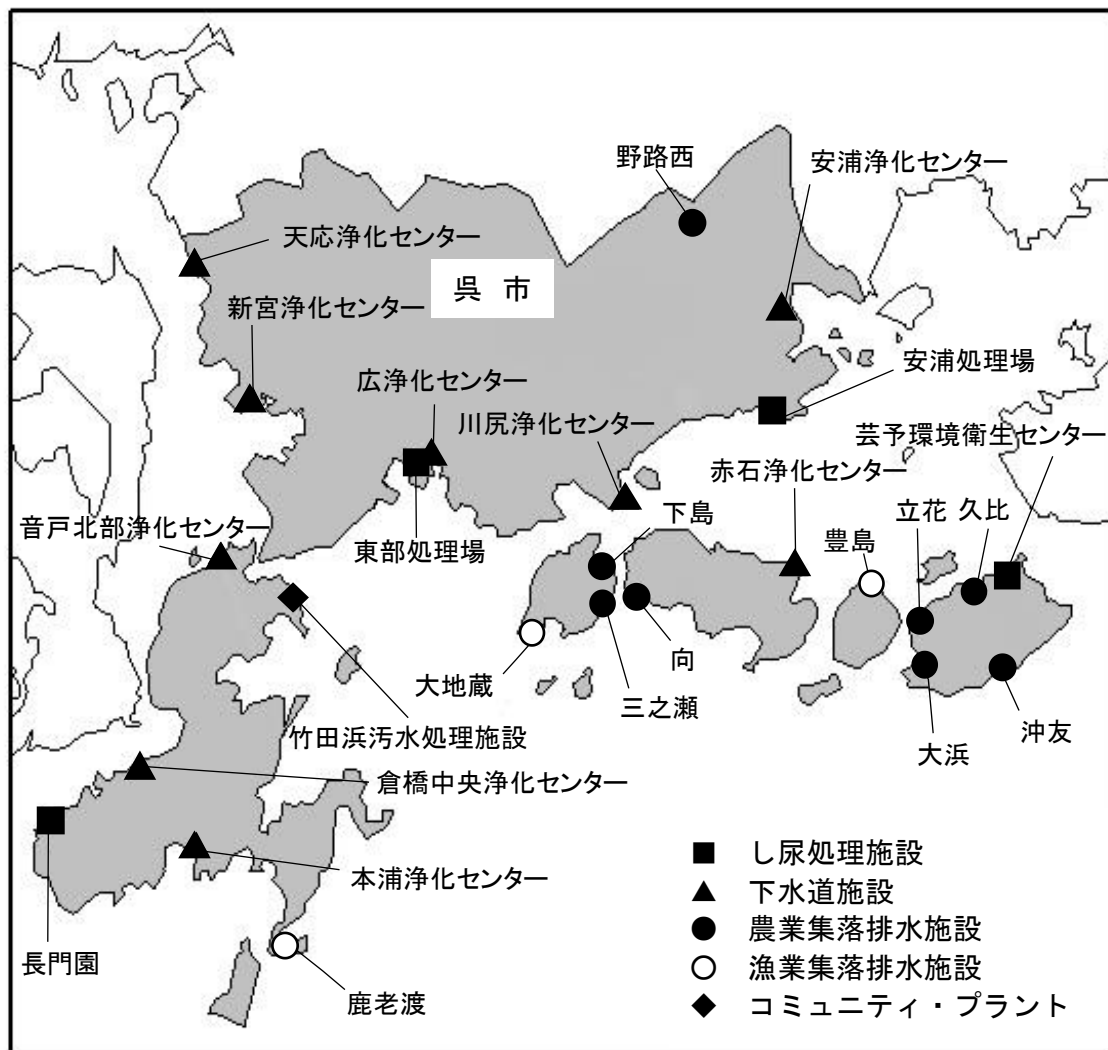 野路西
安浦浄化センター
天応浄化センター
呉 市
新宮浄化センター
安浦処理場
広浄化センター
川尻浄化センター
芸予環境衛生センター
赤石浄化センター
立花 久比
下島
豊島
音戸北部浄化センター
東部処理場
向
大地蔵
三之瀬
沖友
大浜
竹田浜汚水処理施設
倉橋中央浄化センター
し尿処理施設
本浦浄化センター
下水道施設
農業集落排水施設
長門園
漁業集落排水施設
鹿老渡
コミュニティ・プラント